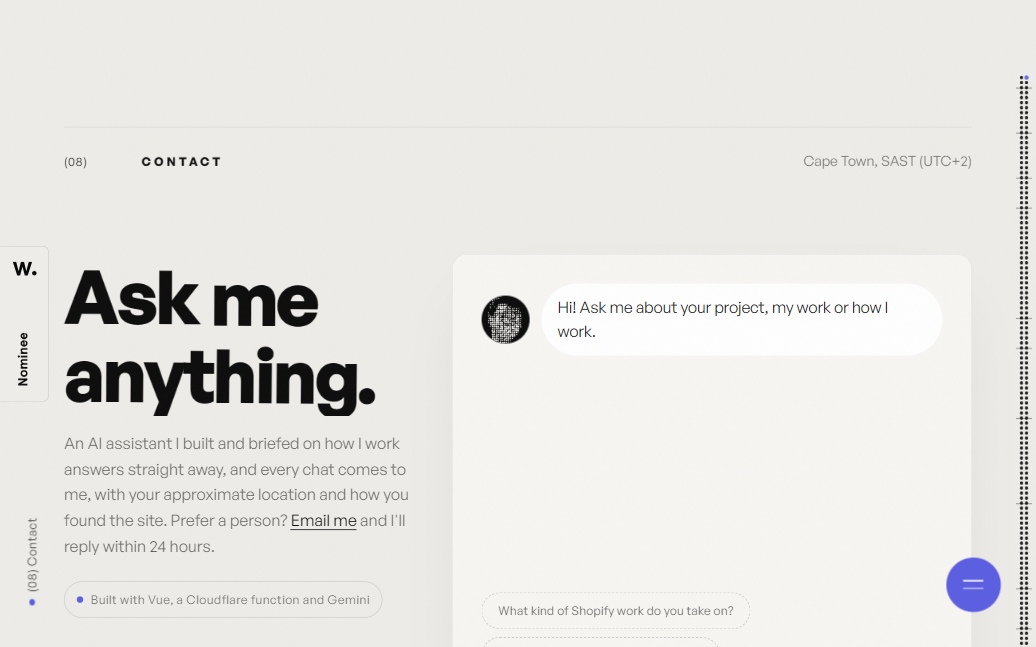 (08)
CONTACT
Cape Town, SAST (UTC+2)
W.
Nominee
(08) Contact
Ask me
anything.
An AI assistant I built and briefed on how I work
answers straight away, and every chat comes to
me, with your approximate location and how you
found the site. Prefer a person? Email me and I'll
reply within 24 hours.
Built with Vue, a Cloudflare function and Gemini
Hi! Ask me about your project, my work or how I
work.
What kind of Shopify work do you take on?